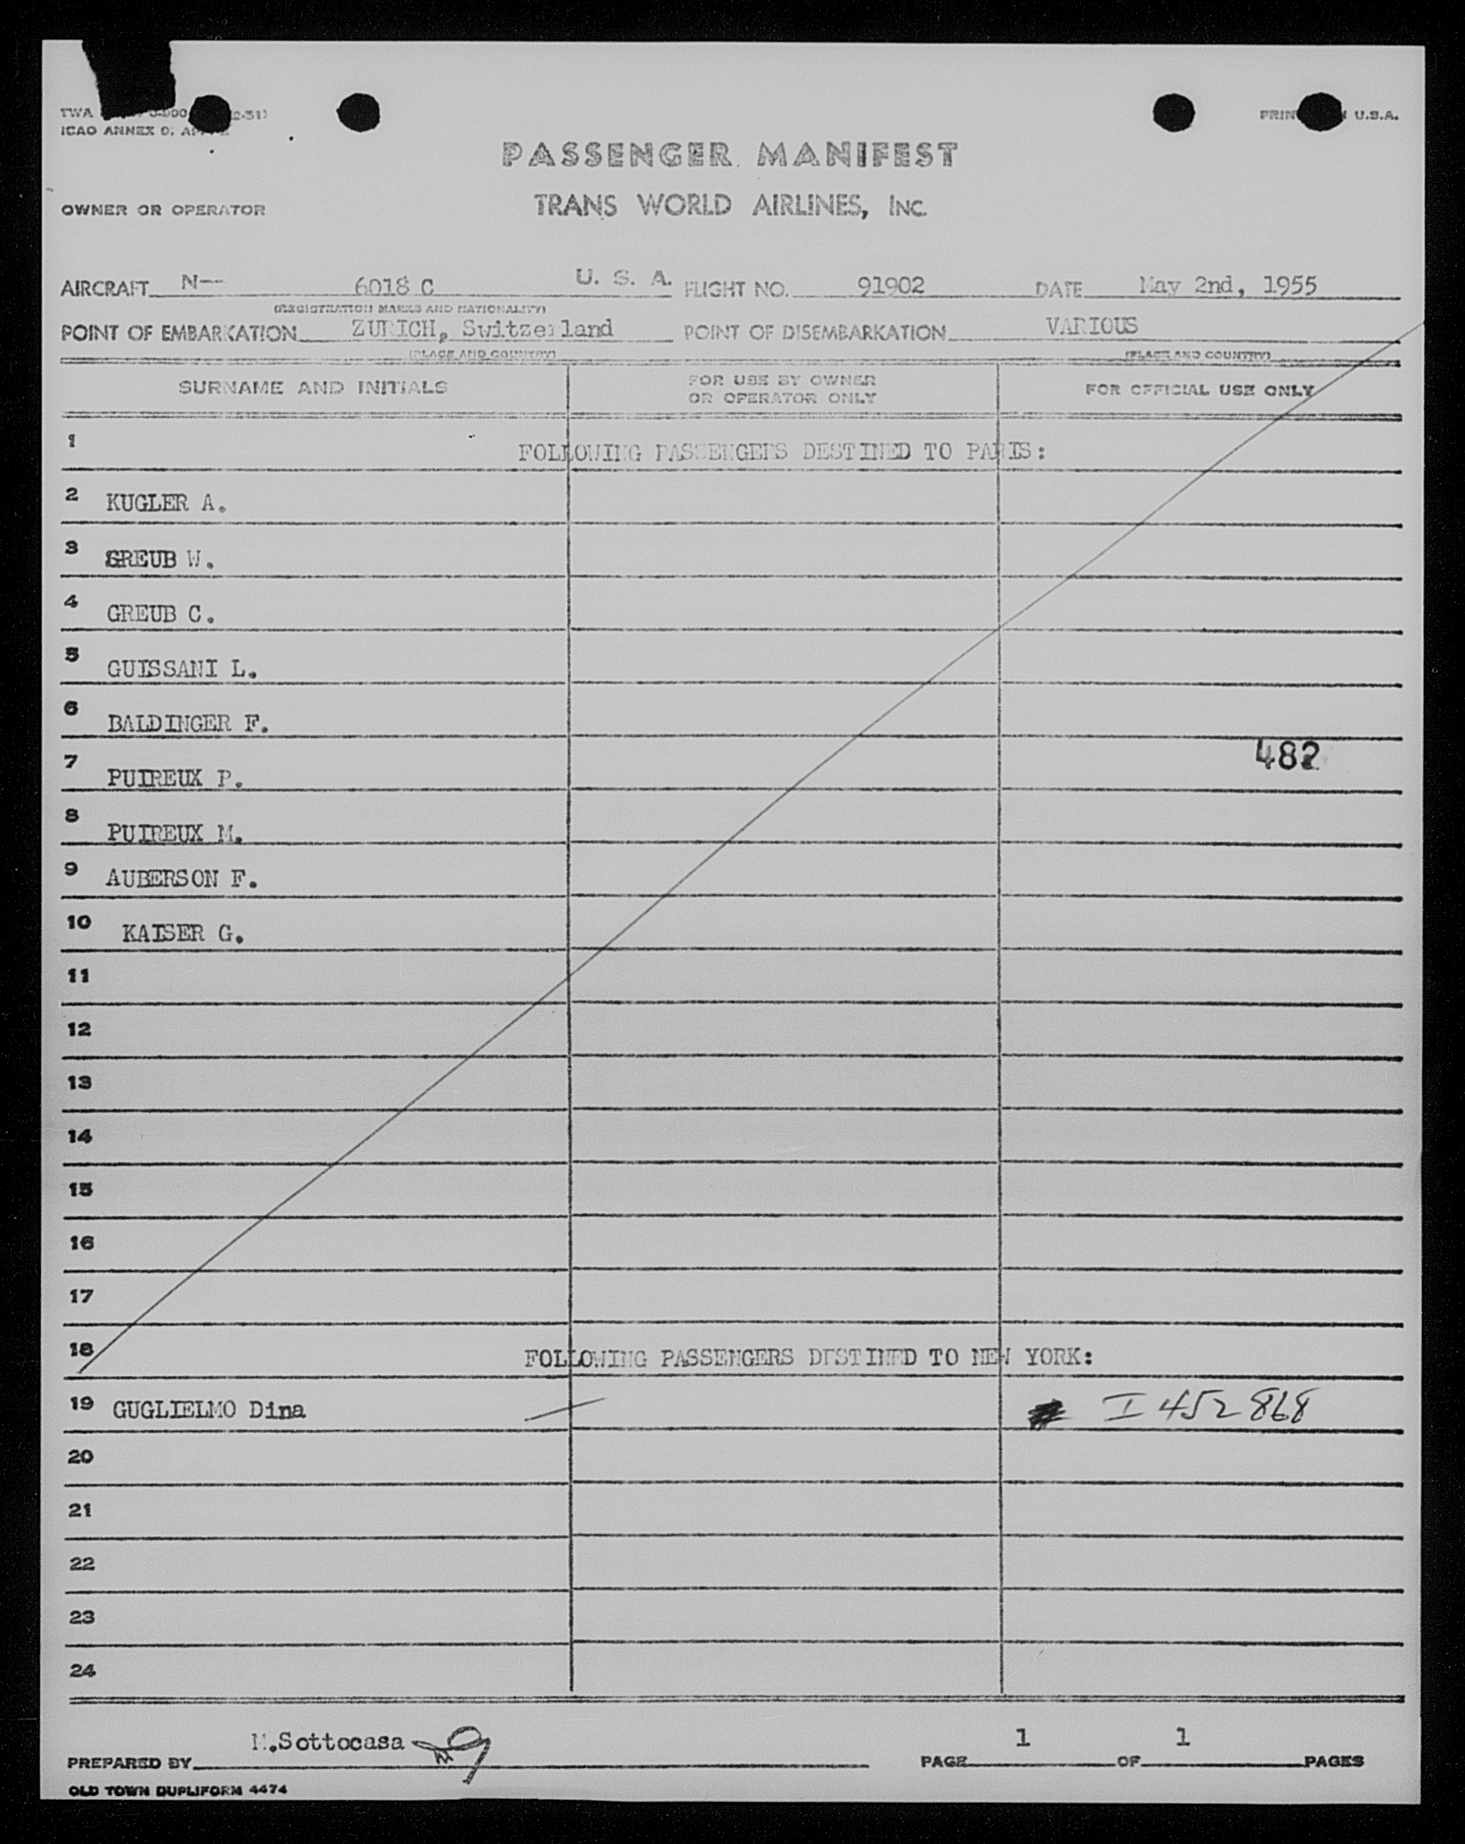 TWA
ICAO ANNEX 9, APP. 2
PRINTED IN U.S.A.
PASSENGER MANIFEST
OWNER OR OPERATOR TRANS WORLD AIRLINES, INC.
AIRCRAFT N-- 6018 C U. S. A. FLIGHT NO. 91902 DATE May 2nd, 1955
(REGISTRATION MARKS AND NATIONALITY)
POINT OF EMBARKATION ZURICH, Switzerland POINT OF DISEMBARKATION VARIOUS
(PLACE AND COUNTRY) (PLACE AND COUNTRY)
SURNAME AND INITIALS FOR USE BY OWNER OR OPERATOR ONLY FOR OFFICIAL USE ONLY
1 FOLLOWING PASSENGERS DESTINED TO PARIS:
2 KUGLER A.
3 GREUB W.
4 GREUB C.
5 GUISSANI L.
6 BALDINGER F.
7 PUIREUX P. 482
8 PUIREUX M.
9 AUBERSON F.
10 KAISER G.
11
12
13
14
15
16
17
18 FOLLOWING PASSENGERS DESTINED TO NEW YORK:
19 GUGLIELMO Dina I 452 868
20
21
22
23
24
PREPARED BY M.Sottocasa PAGE 1 OF 1 PAGES
OLD TOWN DUPLIFORM 4474